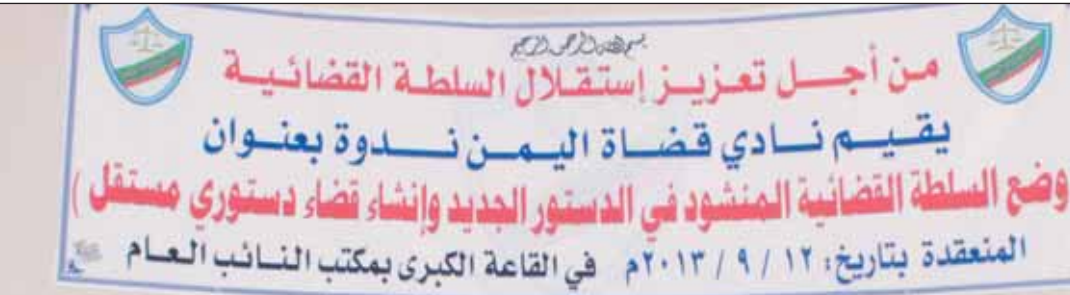 بسم الله الرحمن الرحيم
من أجل تعزيز إستقلال السلطة القضائية
يقيم نادي قضاة اليمن ندوة بعنوان
وضع السلطة القضائية المنشود في الدستور الجديد وإنشاء قضاء دستوري مستقل )
المنعقدة بتاريخ: ١٢ / ٩ / ٢٠١٣م في القاعة الكبرى بمكتب النائب العام